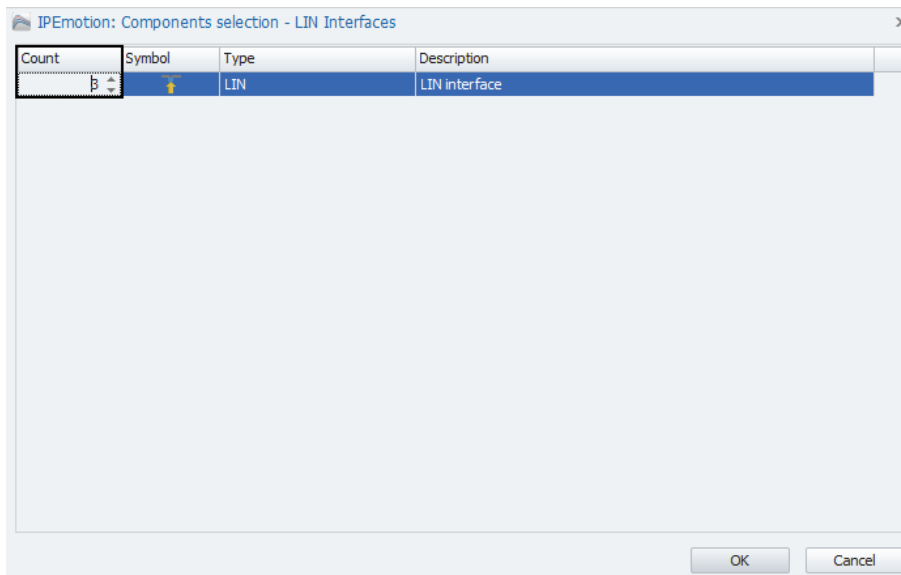 IPEmotion: Components selection - LIN Interfaces
Count Symbol Type Description
3 LIN LIN interface
OK Cancel